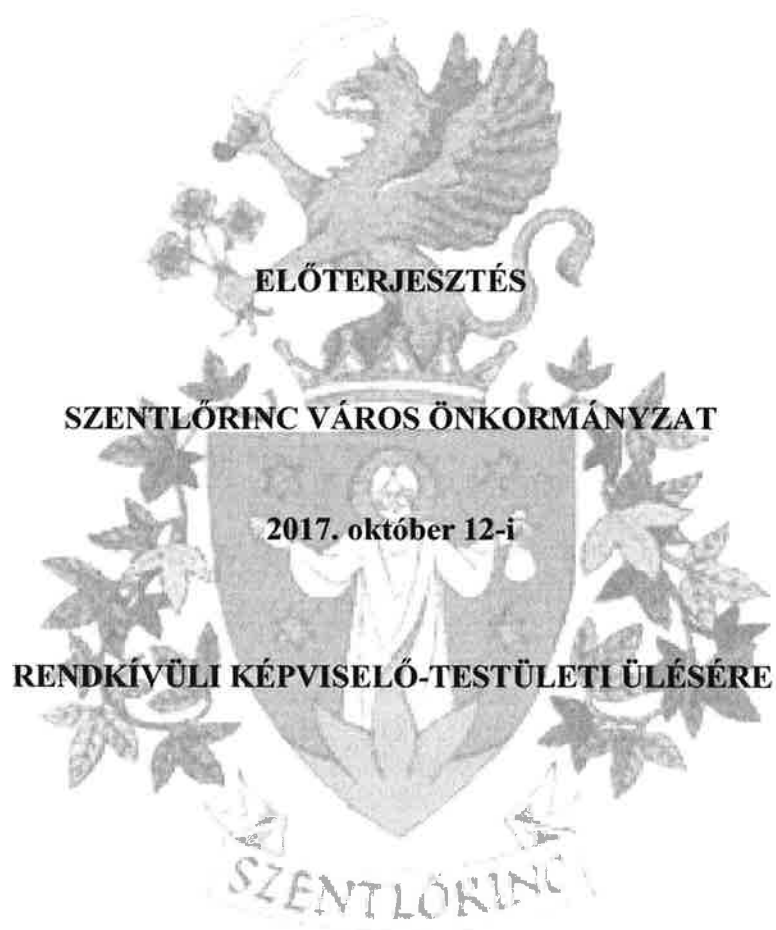 ELŐTERJESZTÉS
SZENTLŐRINC VÁROS ÖNKORMÁNYZAT
2017. október 12-i
RENDKÍVÜLI KÉPVISELŐ-TESTÜLETI ÜLÉSÉRE
SZENTLŐRINC